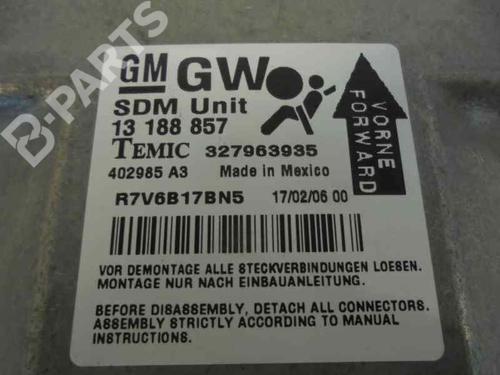 B-PARTS
GM GW
SDM Unit
13 188 857
TEMIC 327963935
402985 A3 Made in Mexico
R7V6B17BN5 17/02/06 00
VORNE
FORWARD
VOR DEMONTAGE ALLE STECKVERBINDUNGEN LOESEN.
MONTAGE NUR NACH EINBAUANLEITUNG.
BEFORE DISASSEMBLY, DETACH ALL CONNECTORS.
ASSEMBLY STRICTLY ACCORDING TO MANUAL
INSTRUCTIONS.
B-PARTS